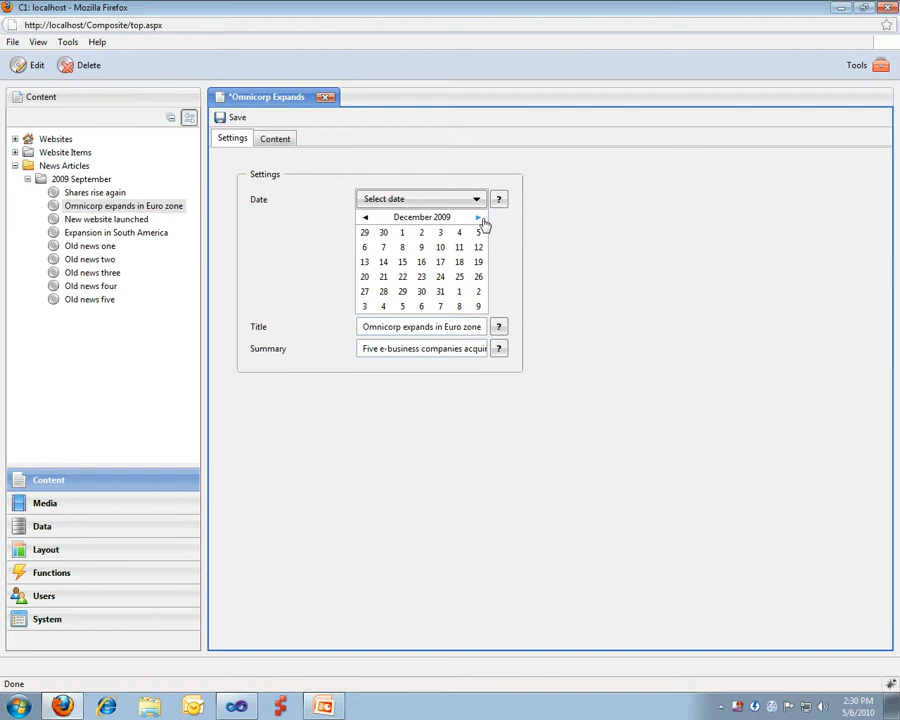 C1: localhost - Mozilla Firefox
http://localhost/Composite/top.aspx
File View Tools Help
Edit Delete Tools
Content
*Omnicorp Expands
Save
Settings Content
Websites
Website Items
News Articles
2009 September
Shares rise again
Omnicorp expands in Euro zone
New website launched
Expansion in South America
Old news one
Old news two
Old news three
Old news four
Old news five
Settings
Date Select date ?
December 2009
29 30 1 2 3 4 5
6 7 8 9 10 11 12
13 14 15 16 17 18 19
20 21 22 23 24 25 26
27 28 29 30 31 1 2
3 4 5 6 7 8 9
Title Omnicorp expands in Euro zone ?
Summary Five e-business companies acquir ?
Content
Media
Data
Layout
Functions
Users
System
Done
2:30 PM
5/6/2010